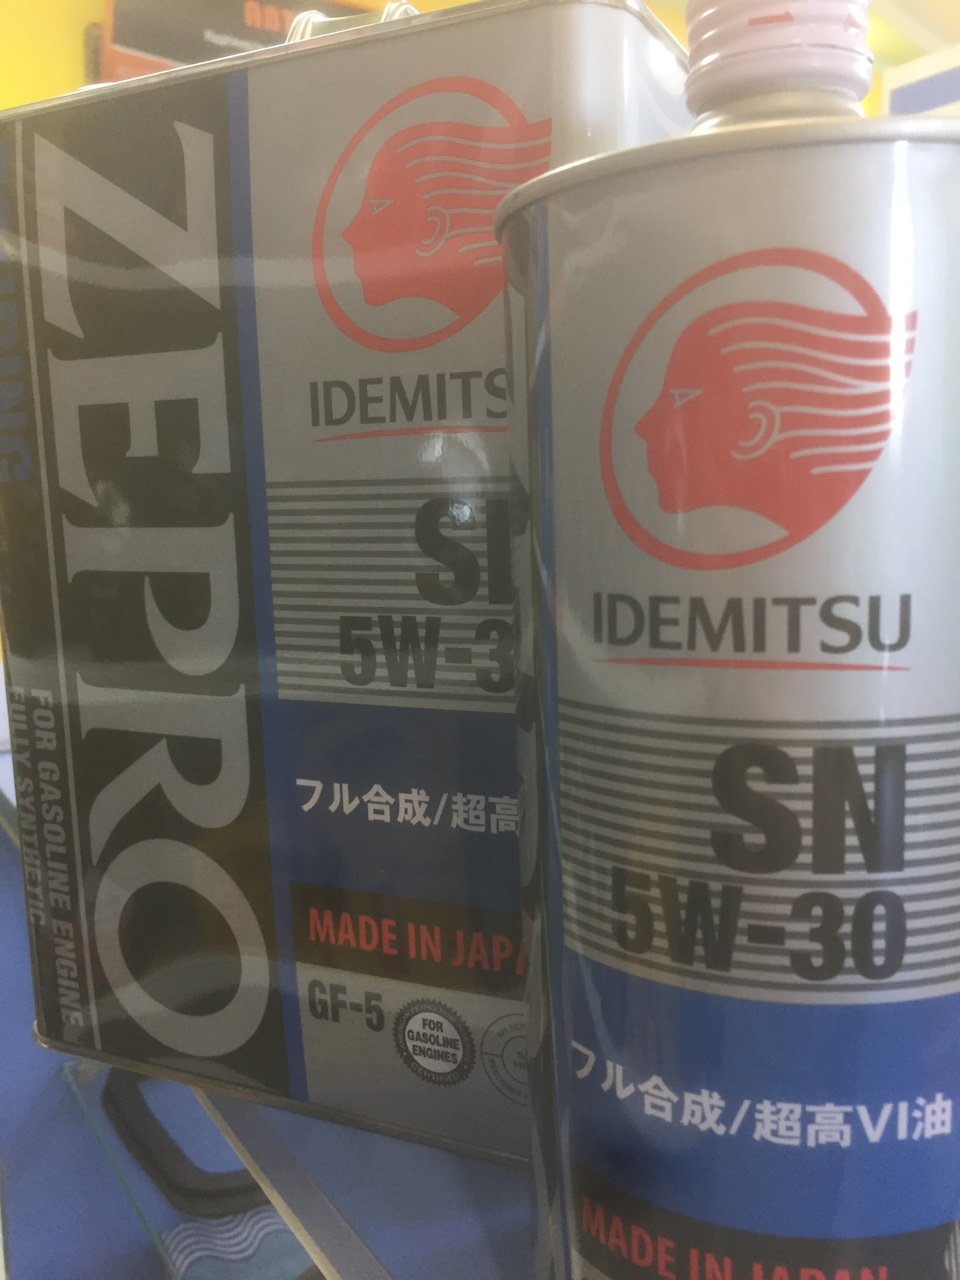 ZEPRO
FOR GASOLINE ENGINE
FULLY SYNTHETIC
IDEMITS
5W-3
フル合成/超高
MADE IN JAPA
GF-5
FOR
GASOLINE
ENGINES
CERTIFIED
IDEMITSU
SN
5W-30
フル合成/超高VI油
MADE IN JAPAN